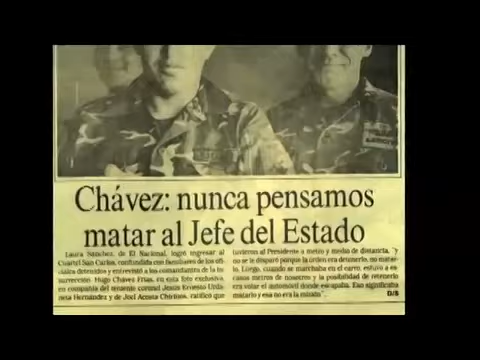 Chávez: nunca pensamos
matar al Jefe del Estado
Laura Sánchez, de El Nacional, logró ingresar al
Cuartel San Carlos, confundida con familiares de los ofi-
ciales detenidos y entrevistó a los comandantes de la in-
surrección. Hugo Chávez Frías, en esta foto exclusiva,
en compañía del teniente coronel Jesús Ernesto Urda-
neta Hernández y de Joel Acosta Chirinos, ratificó que
tuvieron al Presidente a metro y medio de distancia, "y
no se le disparó porque la orden era detenerlo, no matar-
lo. Luego, cuando se marchaba en el carro, estuvo a es-
casos metros de nosotros y la posibilidad de retenerlo
era volar el automóvil donde escapaba. Eso significaba
matarlo y esa no era la misión".
D/8